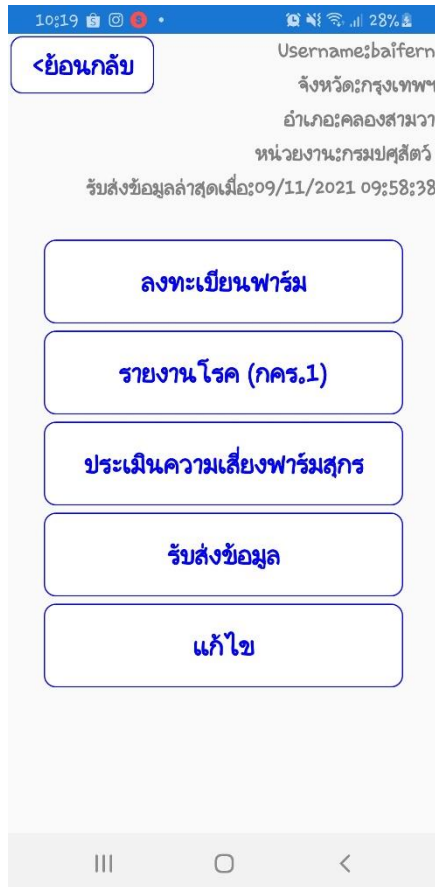 10:19 28%
<ย้อนกลับ
Username:baifern
จังหวัด:กรุงเทพฯ
อำเภอ:คลองสามวา
หน่วยงาน:กรมปศุสัตว์
รับส่งข้อมูลล่าสุดเมื่อ:09/11/2021 09:58:38
ลงทะเบียนฟาร์ม
รายงานโรค (กคร.1)
ประเมินความเสี่ยงฟาร์มสุกร
รับส่งข้อมูล
แก้ไข